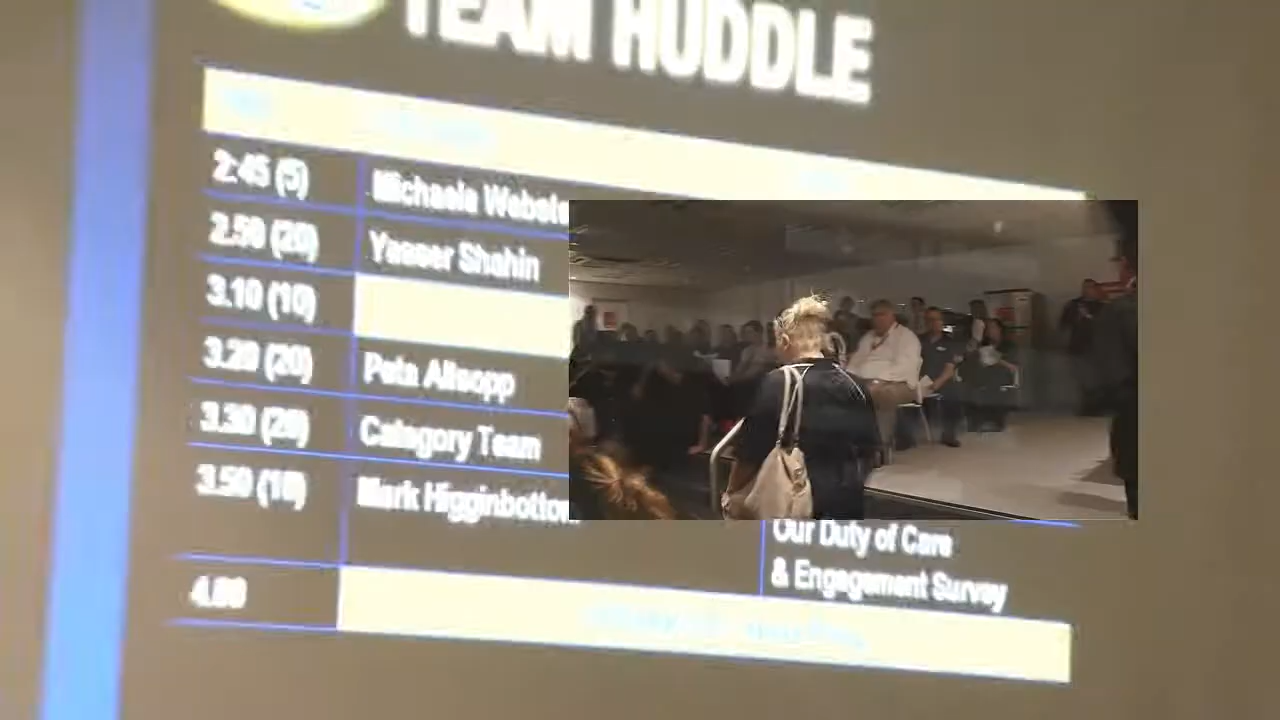 TEAM HUDDLE
2:45 (5) Michaela Webste
2.50 (20) Yasser Shahin
3.10 (10)
3.20 (20) Peta Allsopp
3.30 (20) Category Team
3.50 (10) Mark Higginbottom
Our Duty of Care
& Engagement Survey
4.00